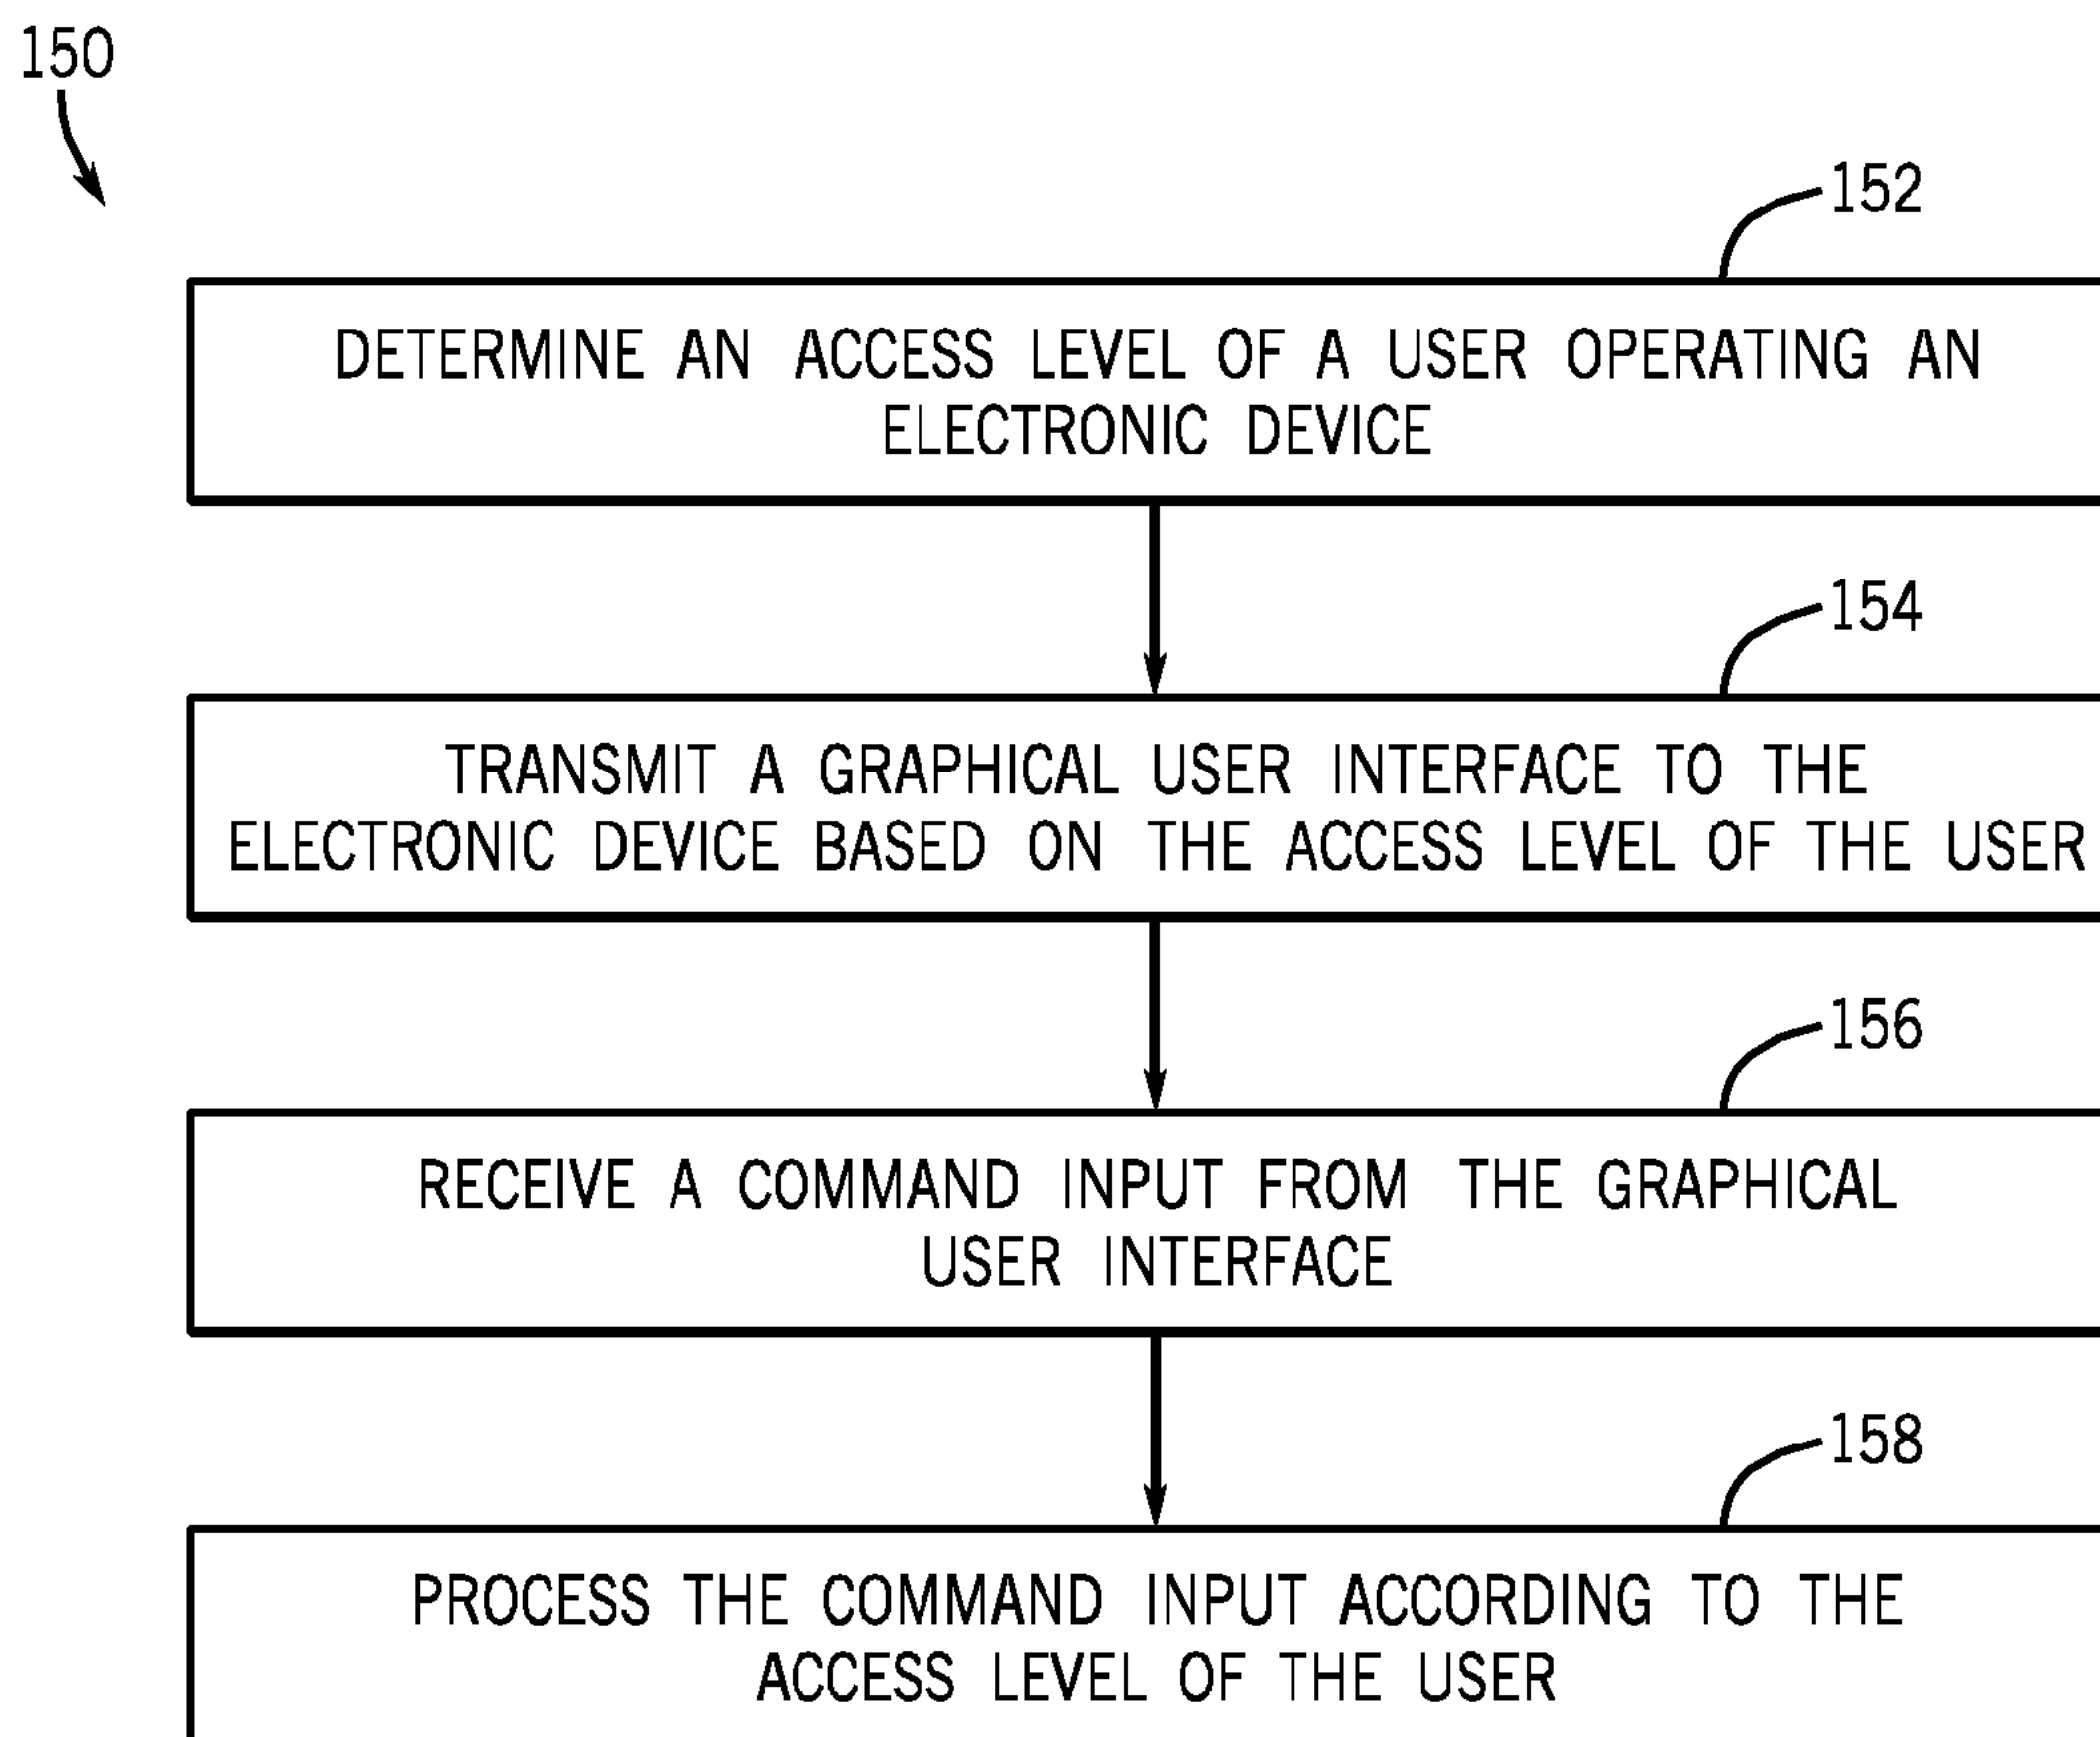 150
152
DETERMINE AN ACCESS LEVEL OF A USER OPERATING AN
ELECTRONIC DEVICE
154
TRANSMIT A GRAPHICAL USER INTERFACE TO THE
ELECTRONIC DEVICE BASED ON THE ACCESS LEVEL OF THE USER
156
RECEIVE A COMMAND INPUT FROM THE GRAPHICAL
USER INTERFACE
158
PROCESS THE COMMAND INPUT ACCORDING TO THE
ACCESS LEVEL OF THE USER